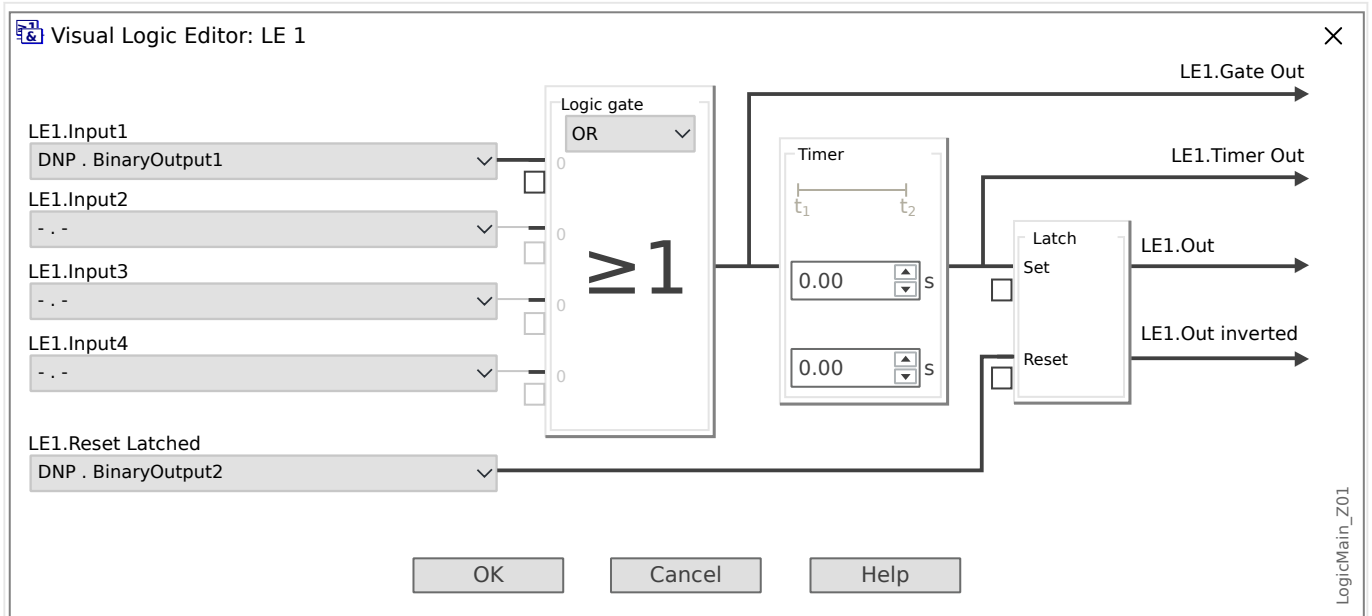 ≥1
&
Visual Logic Editor: LE 1
LE1.Gate Out
Logic gate
OR
LE1.Input1
DNP . BinaryOutput1
0
LE1.Timer Out
Timer
t1 t2
LE1.Input2
- . -
0
≥1
Latch
LE1.Out
Set
LE1.Input3
- . -
0
0.00 s
LE1.Input4
- . -
0
0.00 s
LE1.Out inverted
Reset
LE1.Reset Latched
DNP . BinaryOutput2
OK
Cancel
Help
LogicMain_Z01